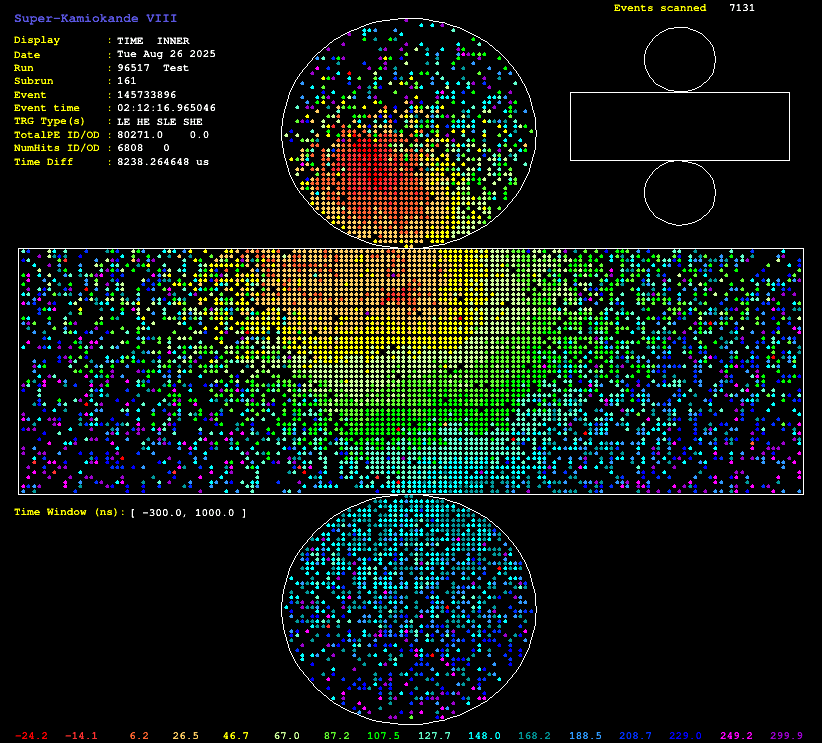 Super-Kamiokande VIII
Events scanned 7131
Display : TIME INNER
Date : Tue Aug 26 2025
Run : 96517 Test
Subrun : 161
Event : 145733896
Event time : 02:12:16.965046
TRG Type(s) : LE HE SLE SHE
TotalPE ID/OD : 80271.0 0.0
NumHits ID/OD : 6808 0
Time Diff : 8238.264648 us
Time Window (ns): [ -300.0, 1000.0 ]
-24.2 -14.1 6.2 26.5 46.7 67.0 87.2 107.5 127.7 148.0 168.2 188.5 208.7 229.0 249.2 299.9